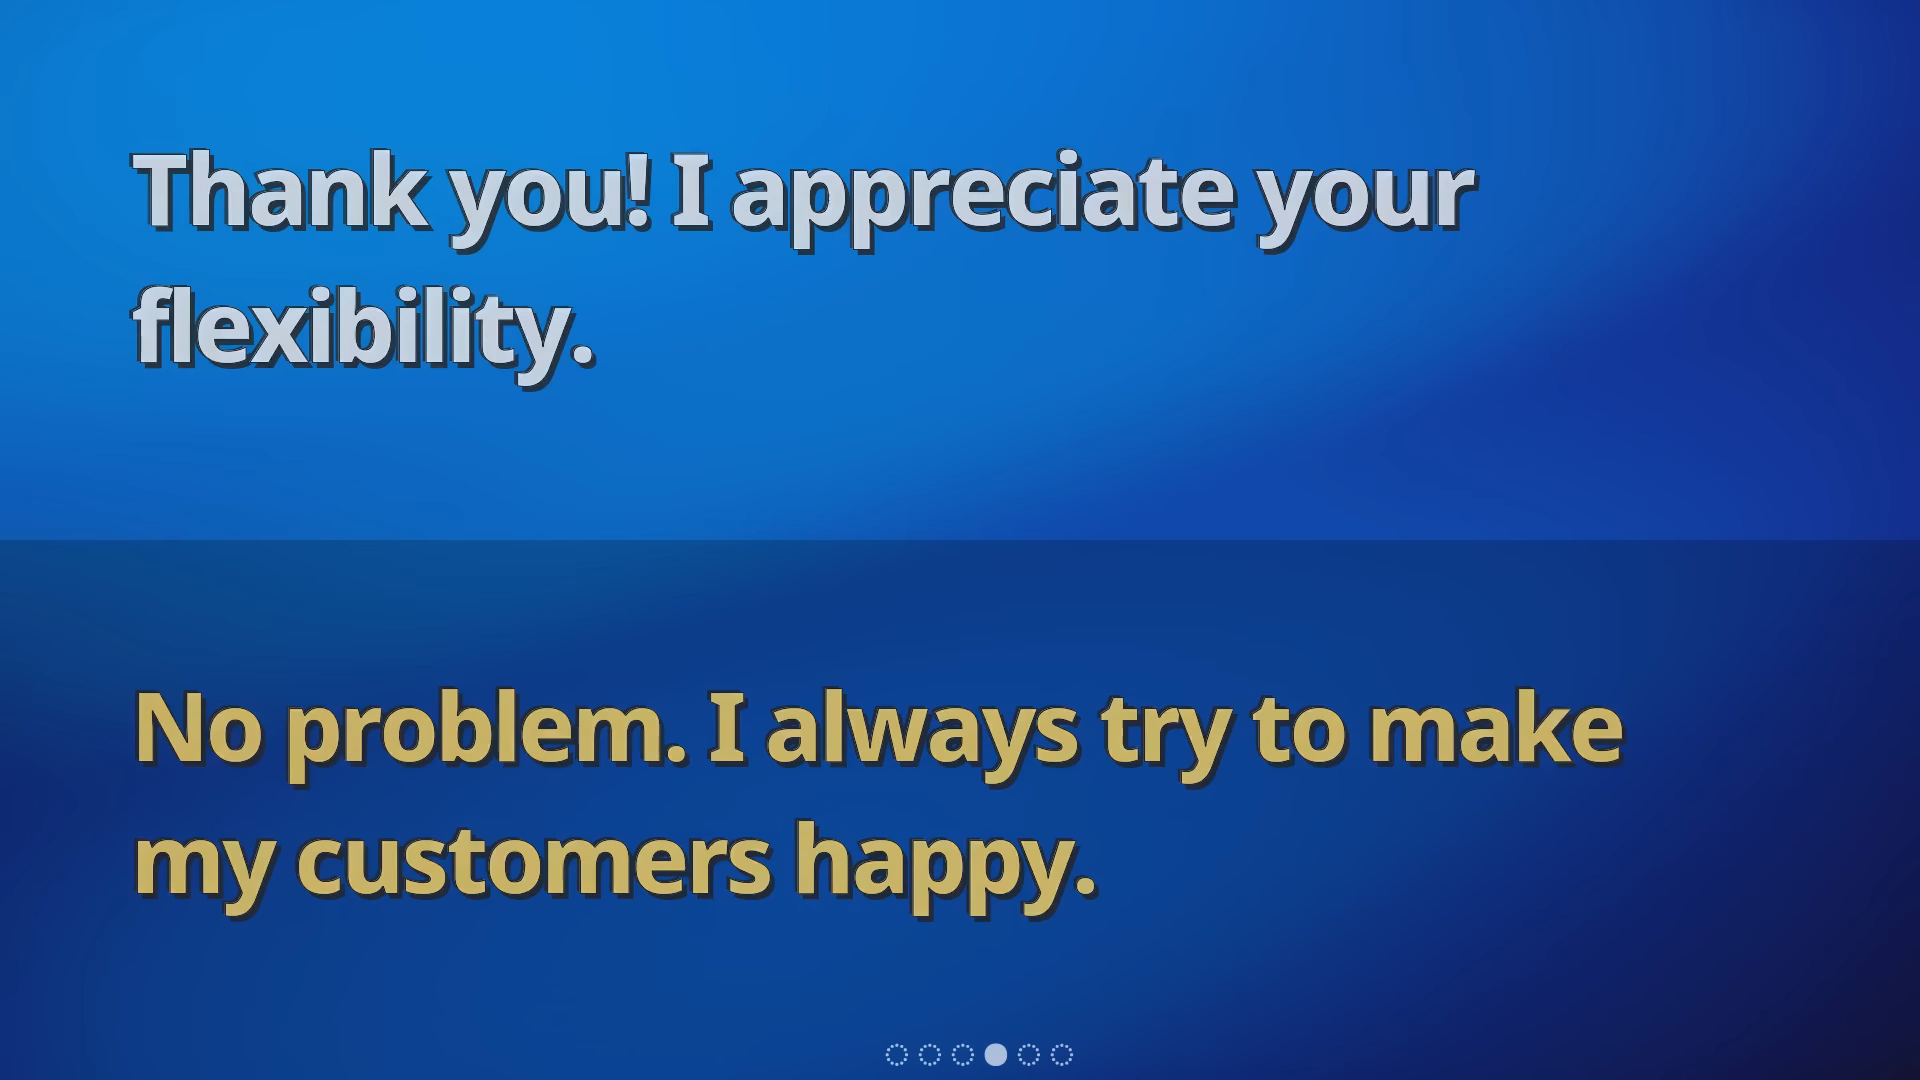 Thank you! I appreciate your
flexibility.
No problem. I always try to make
my customers happy.